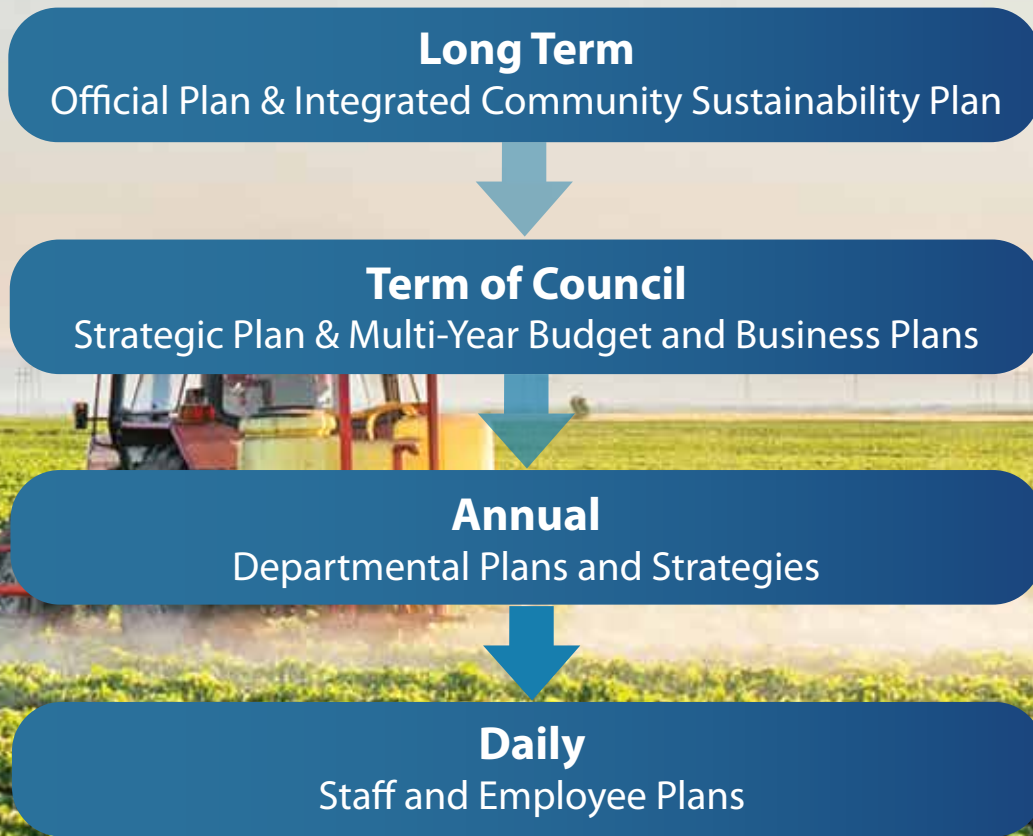 Long Term
Official Plan & Integrated Community Sustainability Plan
Term of Council
Strategic Plan & Multi-Year Budget and Business Plans
Annual
Departmental Plans and Strategies
Daily
Staff and Employee Plans